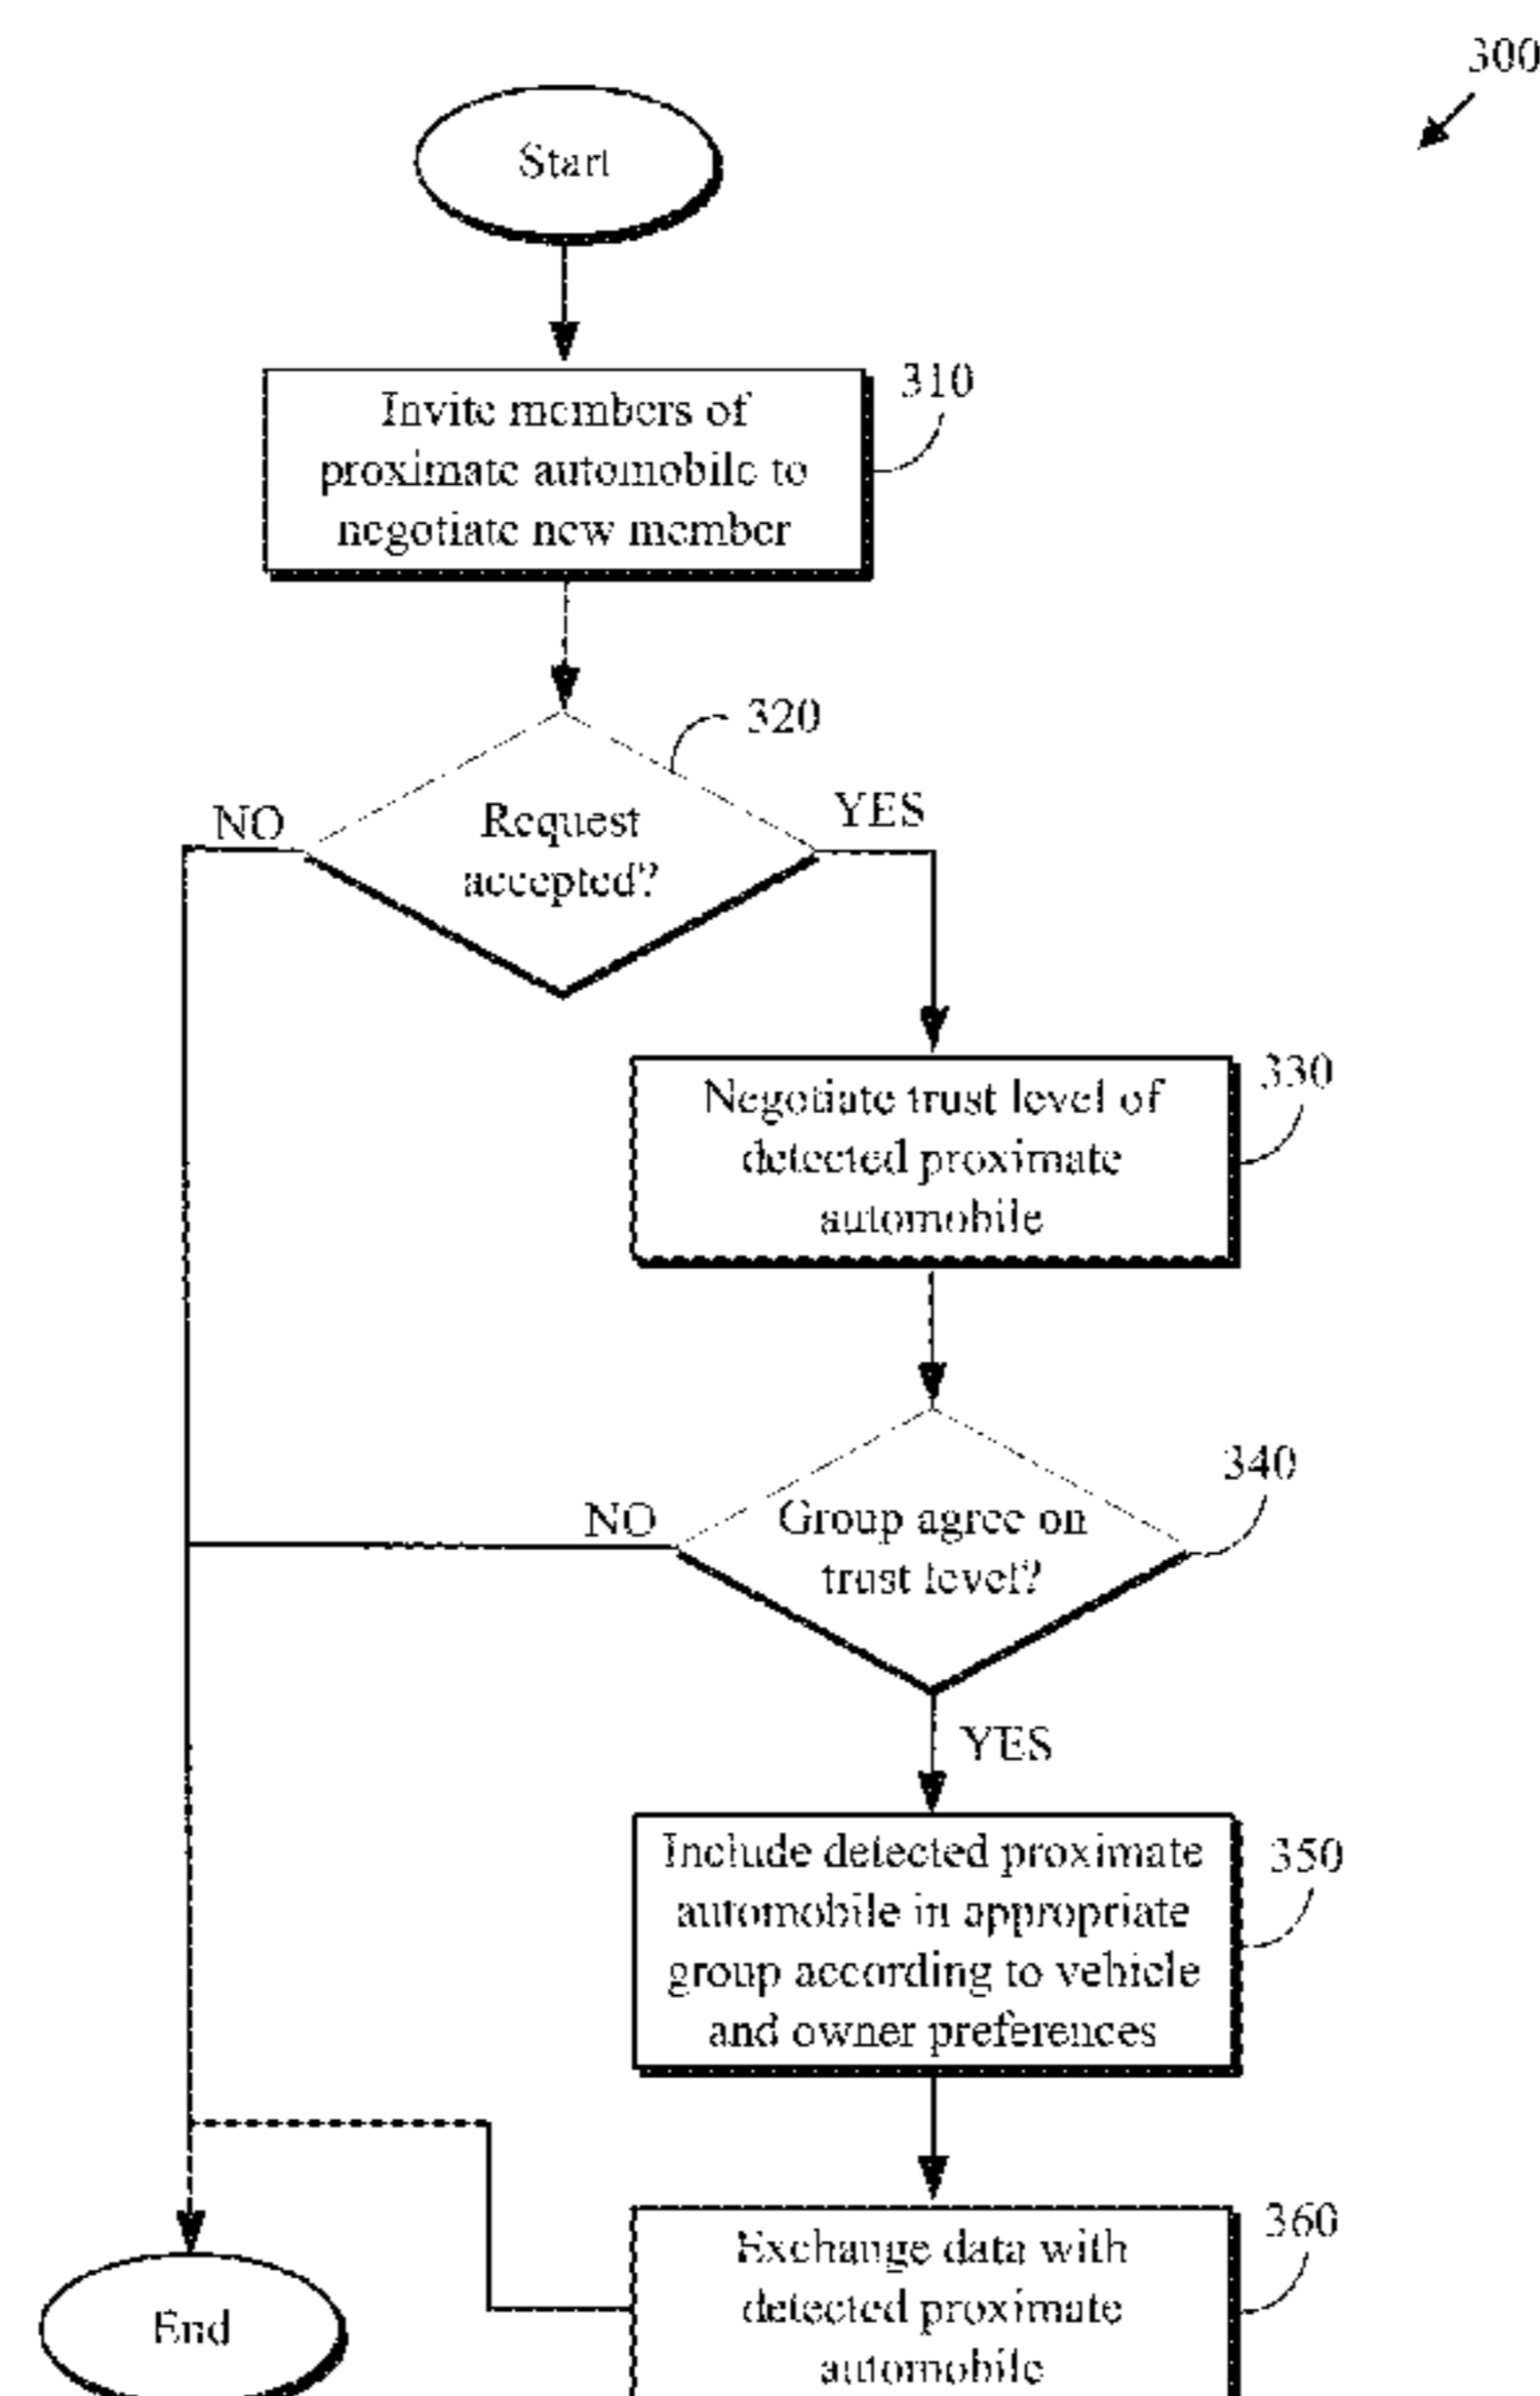 300
Start
310
Invite members of
proximate automobile to
negotiate new member
320
NO
YES
Request
accepted?
330
Negotiate trust level of
detected proximate
automobile
340
NO
Group agree on
trust level?
YES
350
Include detected proximate
automobile in appropriate
group according to vehicle
and owner preferences
360
Exchange data with
detected proximate
automobile
End